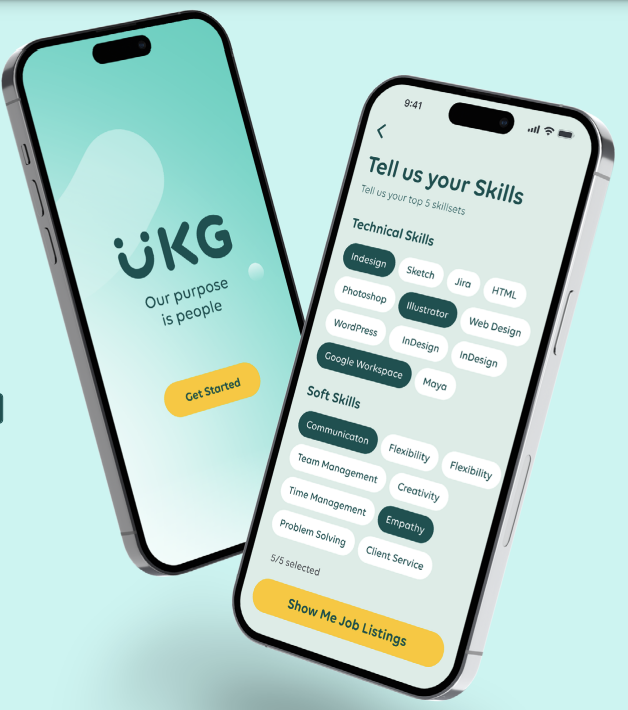 UKG
Our purpose
is people
Get Started
9:41
Tell us your Skills
Tell us your top 5 skillsets
Technical Skills
Indesign Sketch Jira HTML
Photoshop Illustrator Web Design
WordPress InDesign InDesign
Google Workspace Maya
Soft Skills
Communicaton Flexibility Flexibility
Team Management Creativity
Time Management Empathy
Problem Solving Client Service
5/5 selected
Show Me Job Listings